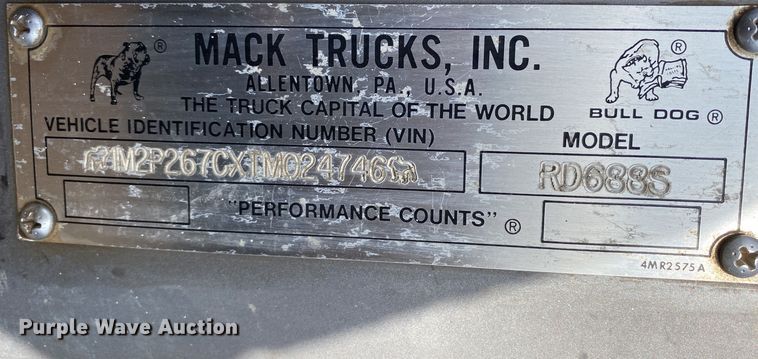 MACK TRUCKS, INC.
ALLENTOWN, PA., U.S.A.
THE TRUCK CAPITAL OF THE WORLD
® ®
BULL DOG ®
VEHICLE IDENTIFICATION NUMBER (VIN)
MODEL
1M2P267CXTM024746
RD688S
"PERFORMANCE COUNTS" ®
4MR2575A
Purple Wave Auction